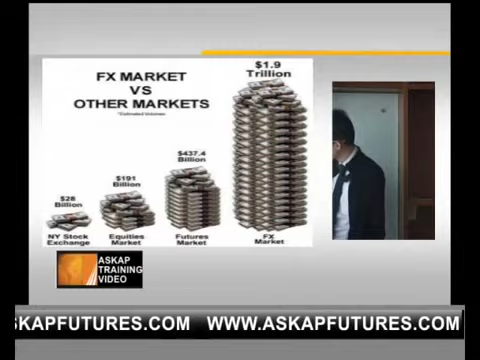 FX MARKET
VS
OTHER MARKETS
*Estimated Volumes
$1.9
Trillion
$437.4
Billion
$191
Billion
$28
Billion
NY Stock
Exchange
Equities
Market
Futures
Market
FX
Market
ASKAP
TRAINING
VIDEO
SKAPFUTURES.COM WWW.ASKAPFUTURES.COM